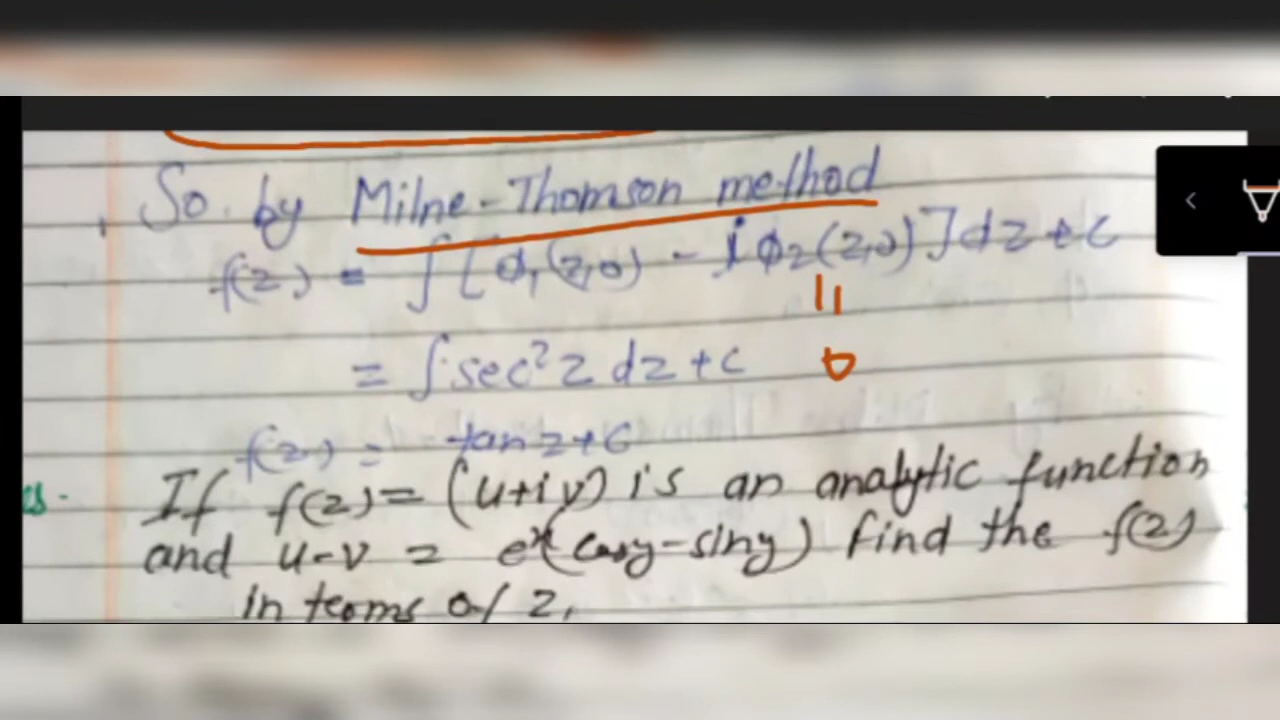 So by Milne-Thomson method
f(z) = ∫[ϕ₁(z,0) - iϕ₂(z,0)]dz+c
||
0
= ∫sec²z dz+c
f(z) = tan z+c
If f(z)= (u+iv) is an analytic function
and u-v = eˣ(cosy-siny) find the f(z)
in terms of z,